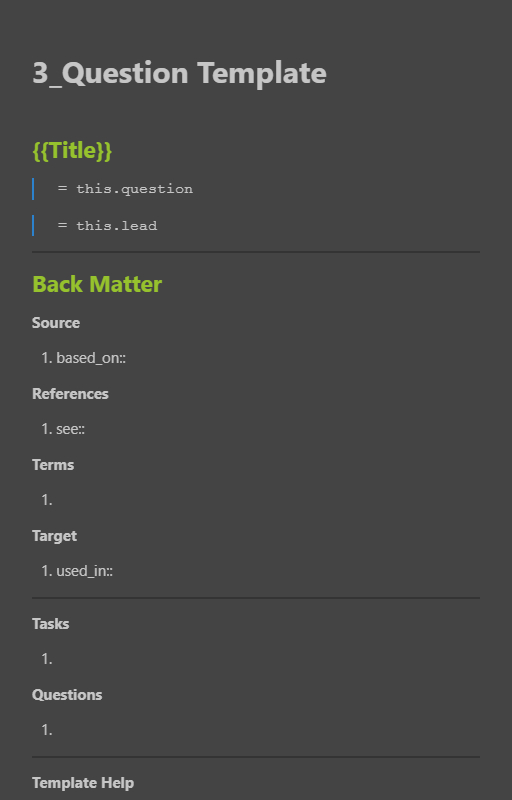 3_Question Template
{{Title}}
= this.question
= this.lead
Back Matter
Source
1. based_on::
References
1. see::
Terms
1.
Target
1. used_in::
Tasks
1.
Questions
1.
Template Help